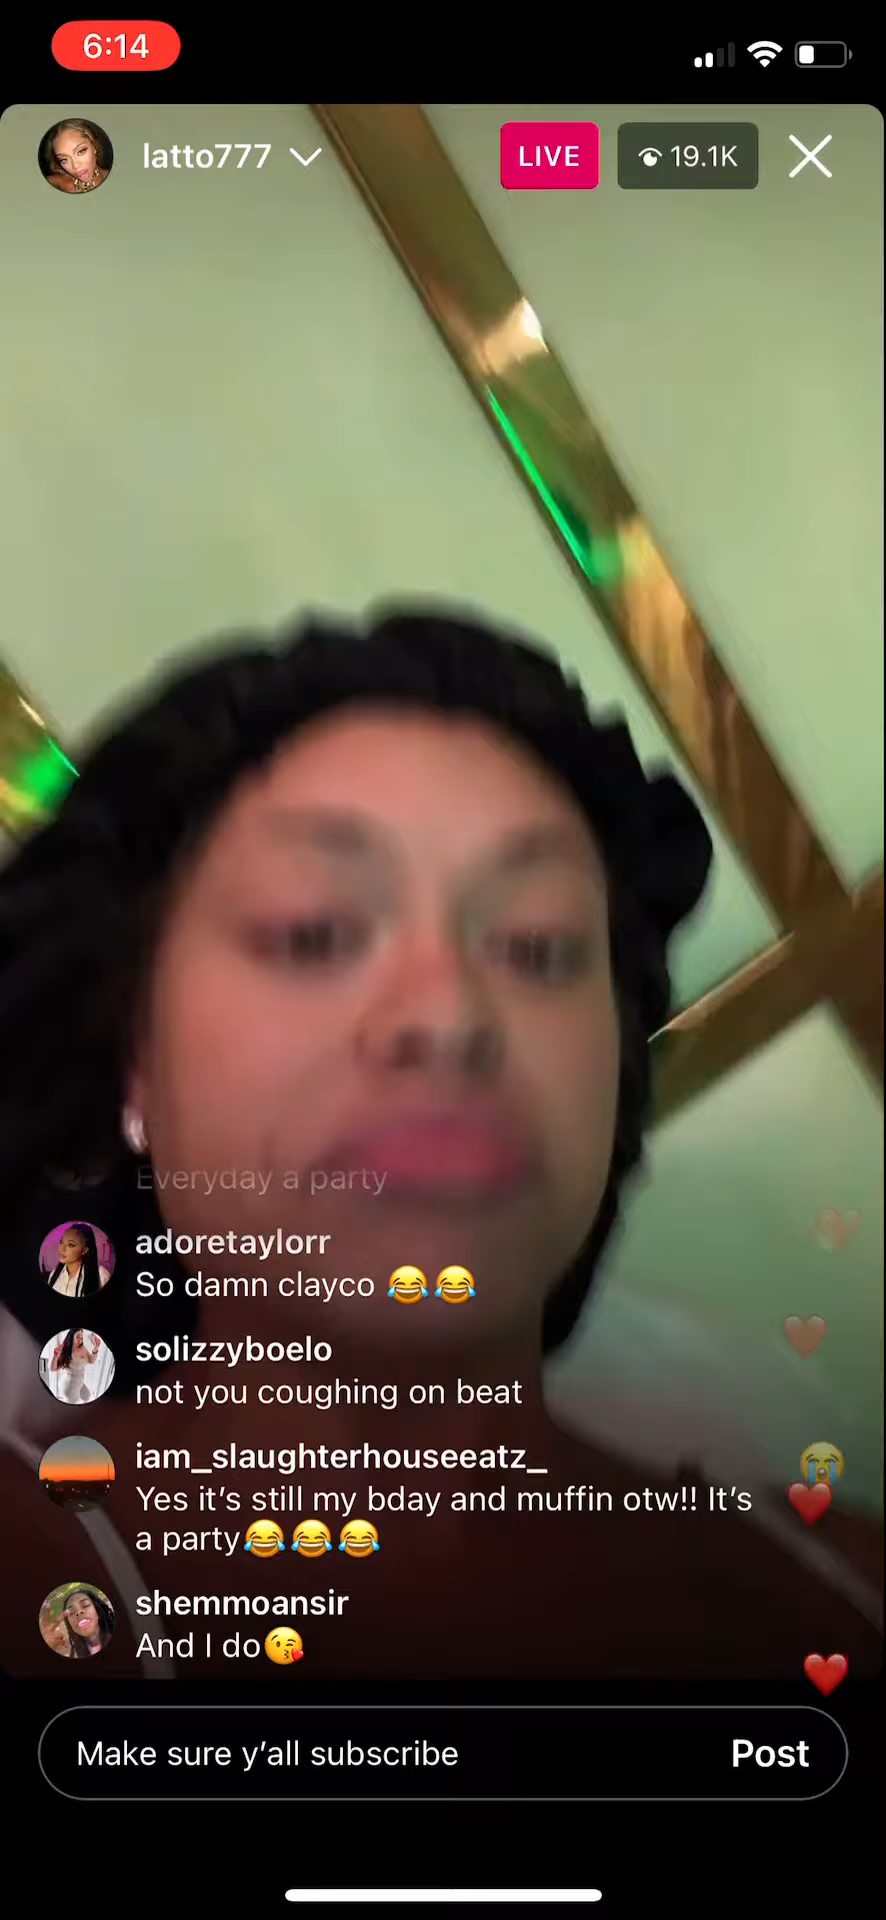 6:14
latto777
LIVE
19.1K
Everyday a party
adoretaylorr
So damn clayco 😂😂
solizzyboelo
not you coughing on beat
iam_slaughterhouseeatz_
Yes it’s still my bday and muffin otw!! It’s
a party😂😂😂
shemmoansir
And I do😘
Make sure y’all subscribe
Post